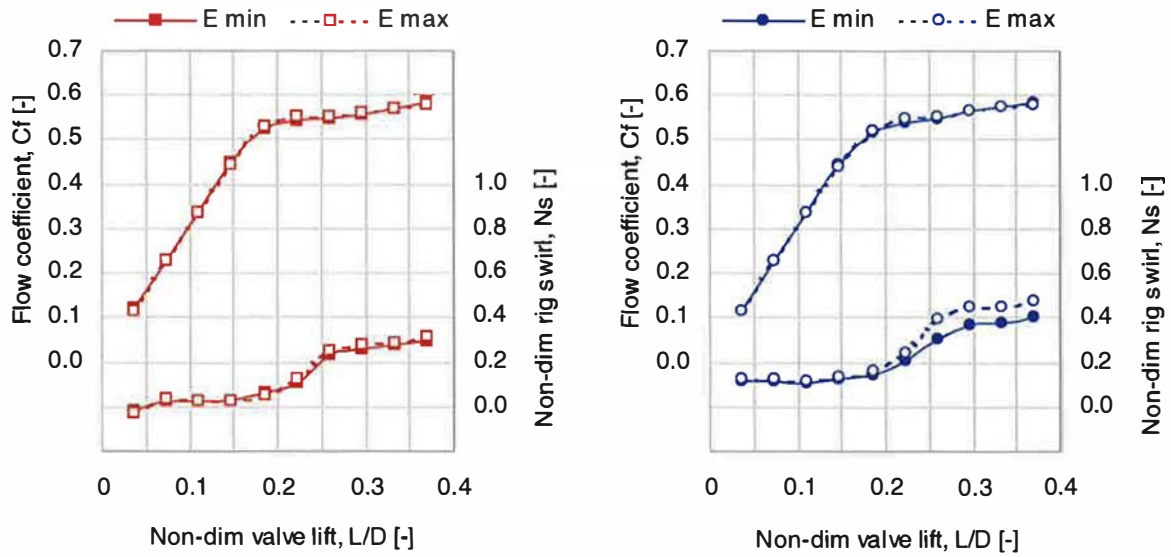 E min E max
Flow coefficient, Cf [-]
0.7
0.6
0.5
0.4
0.3
0.2
0.1
0.0
1.0
0.8
0.6
0.4
0.2
0.0
Non-dim rig swirl, Ns [-]
0 0.1 0.2 0.3 0.4
Non-dim valve lift, L/D [-]
E min E max
Flow coefficient, Cf [-]
0.7
0.6
0.5
0.4
0.3
0.2
0.1
0.0
1.0
0.8
0.6
0.4
0.2
0.0
Non-dim rig swirl, Ns [-]
0 0.1 0.2 0.3 0.4
Non-dim valve lift, L/D [-]